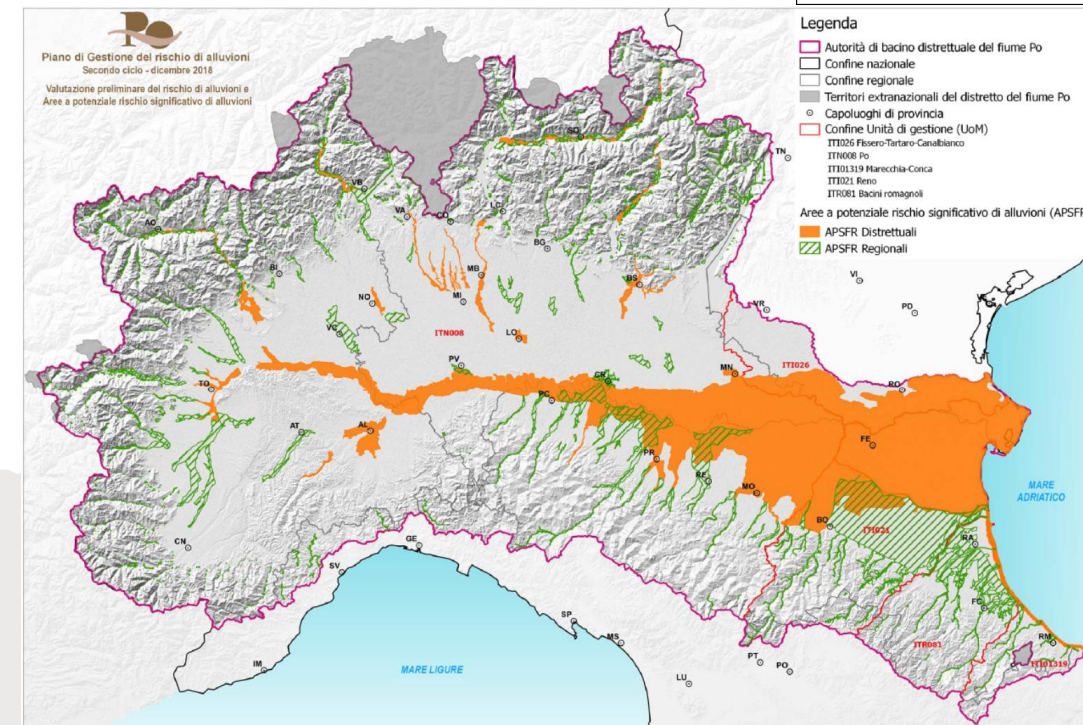 Po
Piano di Gestione del rischio di alluvioni
Secondo ciclo - dicembre 2018
Valutazione preliminare del rischio di alluvioni e
Aree a potenziale rischio significativo di alluvioni
Legenda
Autorità di bacino distrettuale del fiume Po
Confine nazionale
Confine regionale
Territori extranazionali del distretto del fiume Po
Capoluoghi di provincia
Confine Unità di gestione (UoM)
ITI026 Fissero-Tartaro-Canalbianco
ITN008 Po
ITI01319 Marecchia-Conca
ITI021 Reno
ITR081 Bacini romagnoli
Aree a potenziale rischio significativo di alluvioni (APSFR
APSFR Distrettuali
APSFR Regionali
SO
TN
VB
VA
CO
LC
AO
BG
BI
MB
BS
VI
NO
MI
VR
PD
VC
ITN008
LO
PV
MN
ITI026
TO
CR
RO
PC
AT
AL
FE
PR
RE
MO
MARE
ADRIATICO
BO
ITI021
CN
GE
RA
SV
FC
SP
MS
ITR081
RM
IM
MARE LIGURE
PT
PO
ITI01319
LU